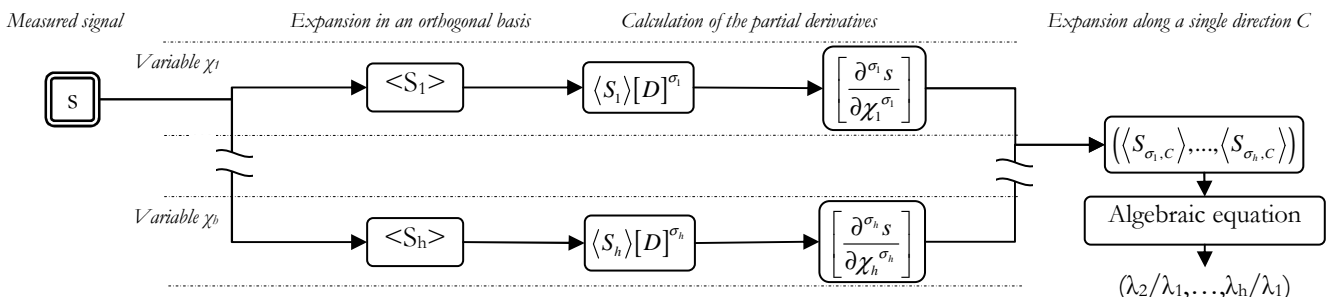 Measured signal
Expansion in an orthogonal basis
Calculation of the partial derivatives
Expansion along a single direction C
Variable χ₁
s
<S₁>
⟨S₁⟩[D]^σ₁
[∂^σ₁ s / ∂χ₁^σ₁]
(⟨S_σ₁,C⟩,...,⟨S_σₕ,C⟩)
Variable χₕ
<Sₕ>
⟨Sₕ⟩[D]^σₕ
[∂^σₕ s / ∂χₕ^σₕ]
Algebraic equation
(λ₂/λ₁,…,λₕ/λ₁)